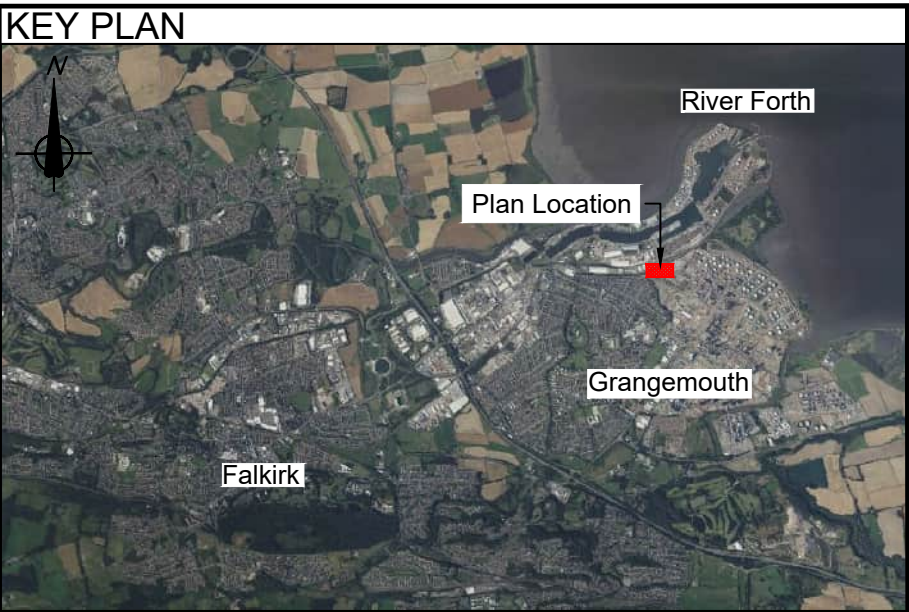 KEY PLAN
N
River Forth
Plan Location
Grangemouth
Falkirk